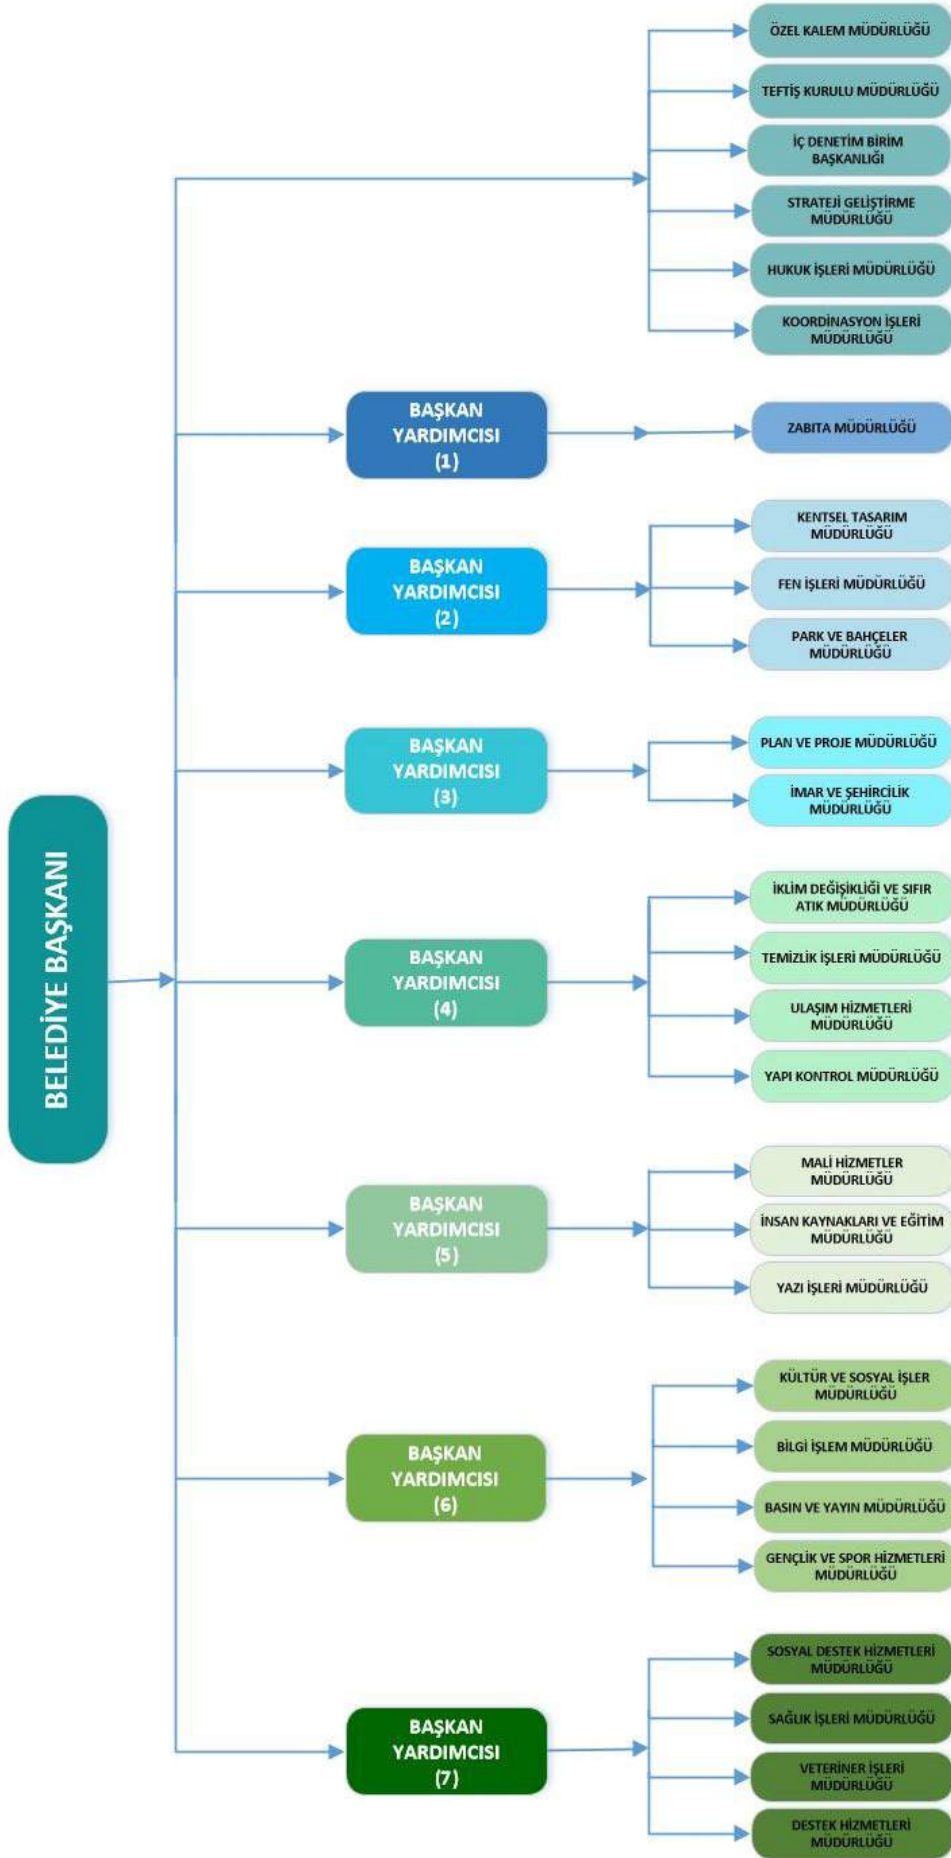 ÖZEL KALEM MÜDÜRLÜĞÜ
TEFTİŞ KURULU MÜDÜRLÜĞÜ
İÇ DENETİM BİRİM
BAŞKANLIĞI
STRATEJİ GELİŞTİRME
MÜDÜRLÜĞÜ
HUKUK İŞLERİ MÜDÜRLÜĞÜ
KOORDİNASYON İŞLERİ
MÜDÜRLÜĞÜ
BAŞKAN
YARDIMCISI
(1)
ZABITA MÜDÜRLÜĞÜ
BAŞKAN
YARDIMCISI
(2)
KENTSEL TASARIM
MÜDÜRLÜĞÜ
FEN İŞLERİ MÜDÜRLÜĞÜ
PARK VE BAHÇELER
MÜDÜRLÜĞÜ
BAŞKAN
YARDIMCISI
(3)
PLAN VE PROJE MÜDÜRLÜĞÜ
İMAR VE ŞEHİRCİLİK
MÜDÜRLÜĞÜ
BELEDİYE BAŞKANI
BAŞKAN
YARDIMCISI
(4)
İKLİM DEĞİŞİKLİĞİ VE SIFIR
ATIK MÜDÜRLÜĞÜ
TEMİZLİK İŞLERİ MÜDÜRLÜĞÜ
ULAŞIM HİZMETLERİ
MÜDÜRLÜĞÜ
YAPI KONTROL MÜDÜRLÜĞÜ
BAŞKAN
YARDIMCISI
(5)
MALİ HİZMETLER
MÜDÜRLÜĞÜ
İNSAN KAYNAKLARI VE EĞİTİM
MÜDÜRLÜĞÜ
YAZI İŞLERİ MÜDÜRLÜĞÜ
BAŞKAN
YARDIMCISI
(6)
KÜLTÜR VE SOSYAL İŞLER
MÜDÜRLÜĞÜ
BİLGİ İŞLEM MÜDÜRLÜĞÜ
BASIN VE YAYIN MÜDÜRLÜĞÜ
GENÇLİK VE SPOR HİZMETLERİ
MÜDÜRLÜĞÜ
BAŞKAN
YARDIMCISI
(7)
SOSYAL DESTEK HİZMETLERİ
MÜDÜRLÜĞÜ
SAĞLIK İŞLERİ MÜDÜRLÜĞÜ
VETERİNER İŞLERİ
MÜDÜRLÜĞÜ
DESTEK HİZMETLERİ
MÜDÜRLÜĞÜ